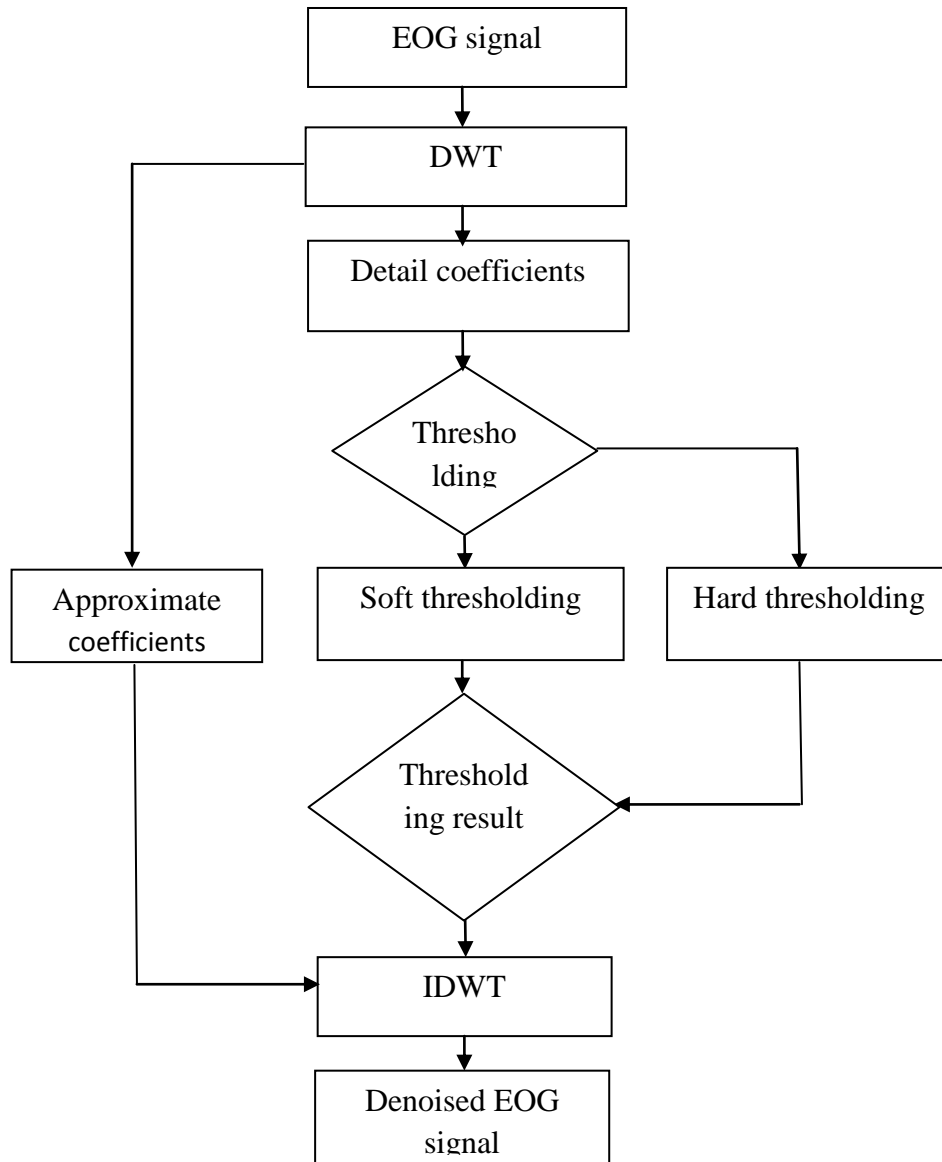 EOG signal
DWT
Detail coefficients
Thresho
lding
Approximate
coefficients
Soft thresholding
Hard thresholding
Threshold
ing result
IDWT
Denoised EOG
signal